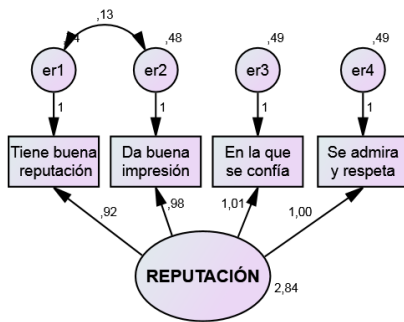 ,13
,48
,49
,49
er1
er2
er3
er4
1
1
1
1
Tiene buena
reputación
Da buena
impresión
En la que
se confía
Se admira
y respeta
,92
,98
1,01
1,00
REPUTACIÓN
2,84